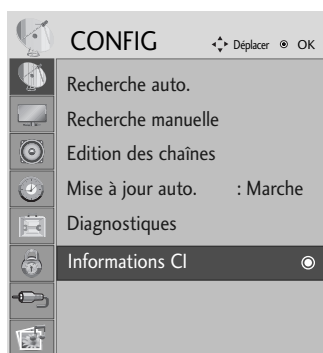 CONFIG Déplacer OK
Recherche auto.
Recherche manuelle
Edition des chaînes
Mise à jour auto. : Marche
Diagnostiques
Informations CI